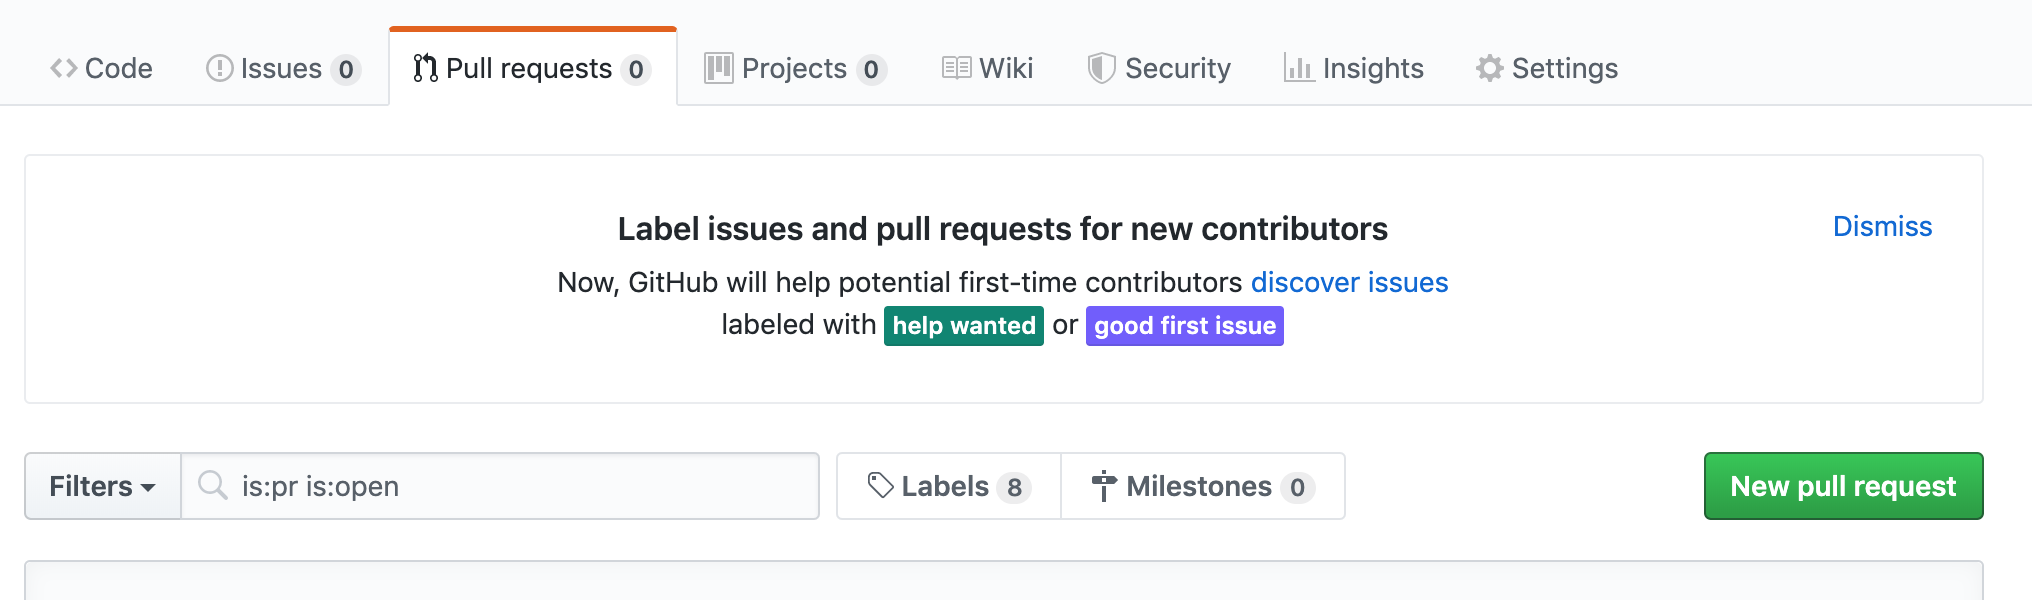 Code Issues 0 Pull requests 0 Projects 0 Wiki Security Insights Settings
Label issues and pull requests for new contributors
Dismiss
Now, GitHub will help potential first-time contributors discover issues
labeled with help wanted or good first issue
Filters is:pr is:open Labels 8 Milestones 0 New pull request